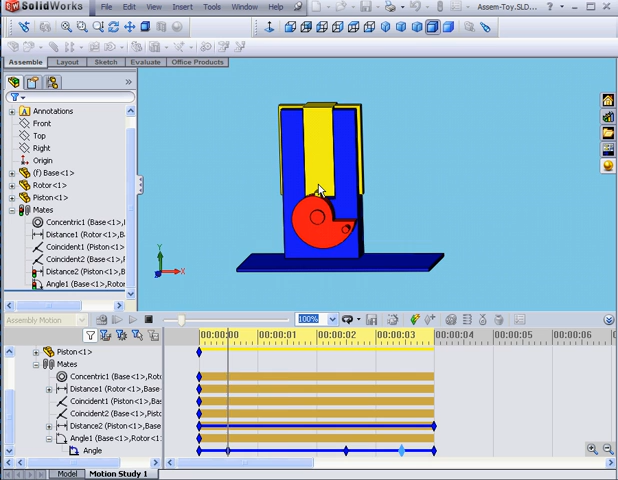 SolidWorks File Edit View Insert Tools Window Help Assem-Toy.SLD...
Assembly Layout Sketch Evaluate Office Products
Annotations
Front
Top
Right
Origin
(f) Base<1>
Rotor<1>
Piston<1>
Mates
Concentric1 (Base<1>,
Distance1 (Rotor<1>,B
Coincident1 (Piston<1>
Coincident2 (Base<1>,
Distance2 (Piston<1>,
Angle1 (Base<1>,Rotor
Y
X
Assembly Motion 100%
00:00:00 00:00:01 00:00:02 00:00:03 00:00:04 00:00:05 00:00:06
Piston<1>
Mates
Concentric1 (Base<1>,Rot
Distance1 (Rotor<1>,Base
Coincident1 (Piston<1>,
Coincident2 (Base<1>,Pisto
Distance2 (Piston<1>,Base
Angle1 (Base<1>,Rotor<1
Angle
Model Motion Study 1